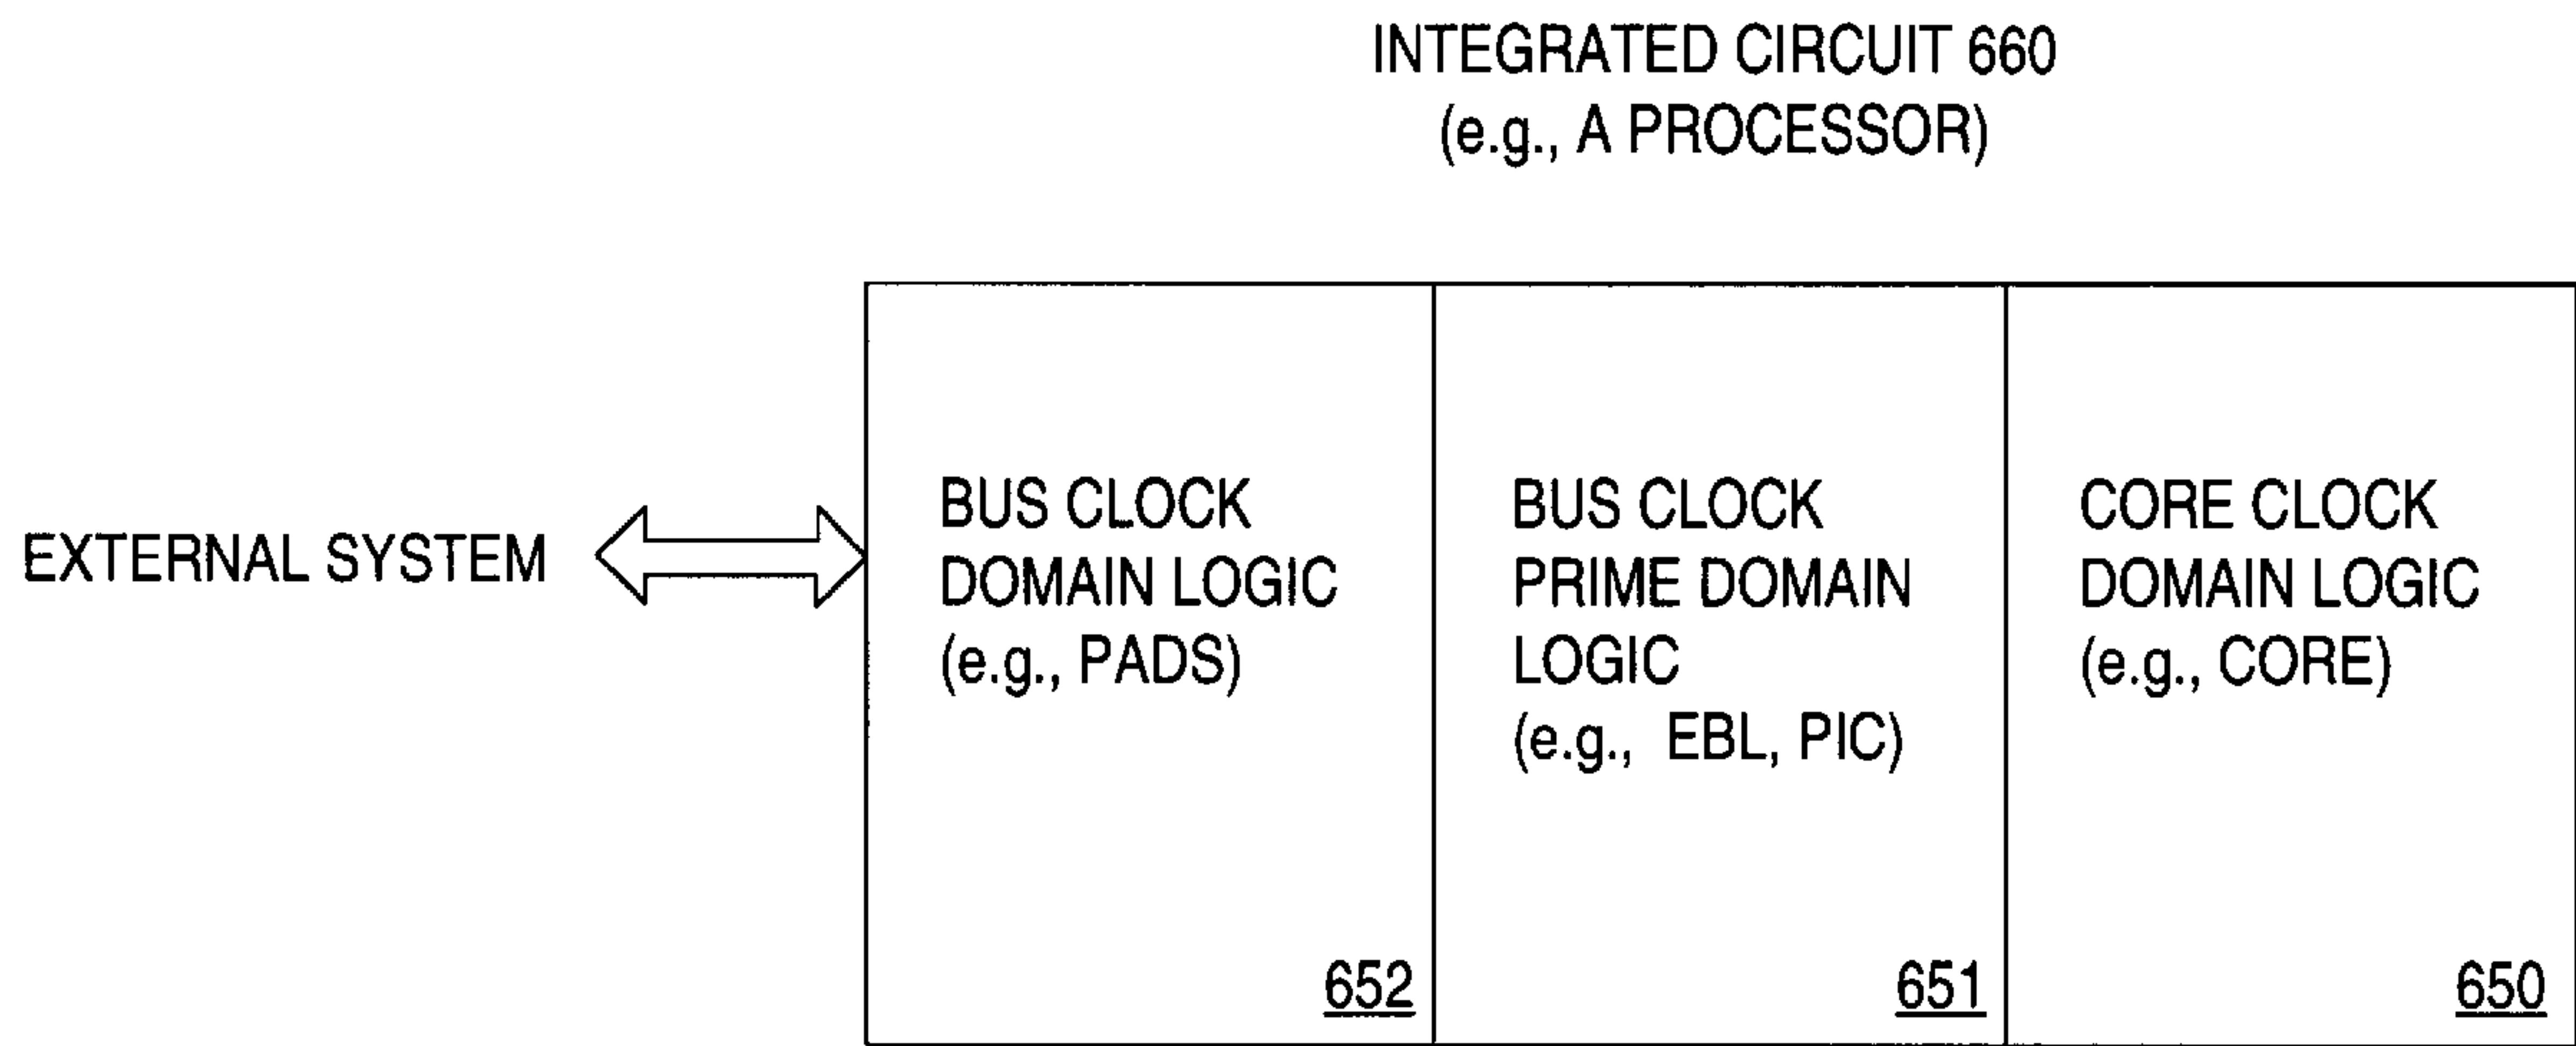 INTEGRATED CIRCUIT 660
(e.g., A PROCESSOR)
EXTERNAL SYSTEM
BUS CLOCK
DOMAIN LOGIC
(e.g., PADS)
652
BUS CLOCK
PRIME DOMAIN
LOGIC
(e.g., EBL, PIC)
651
CORE CLOCK
DOMAIN LOGIC
(e.g., CORE)
650